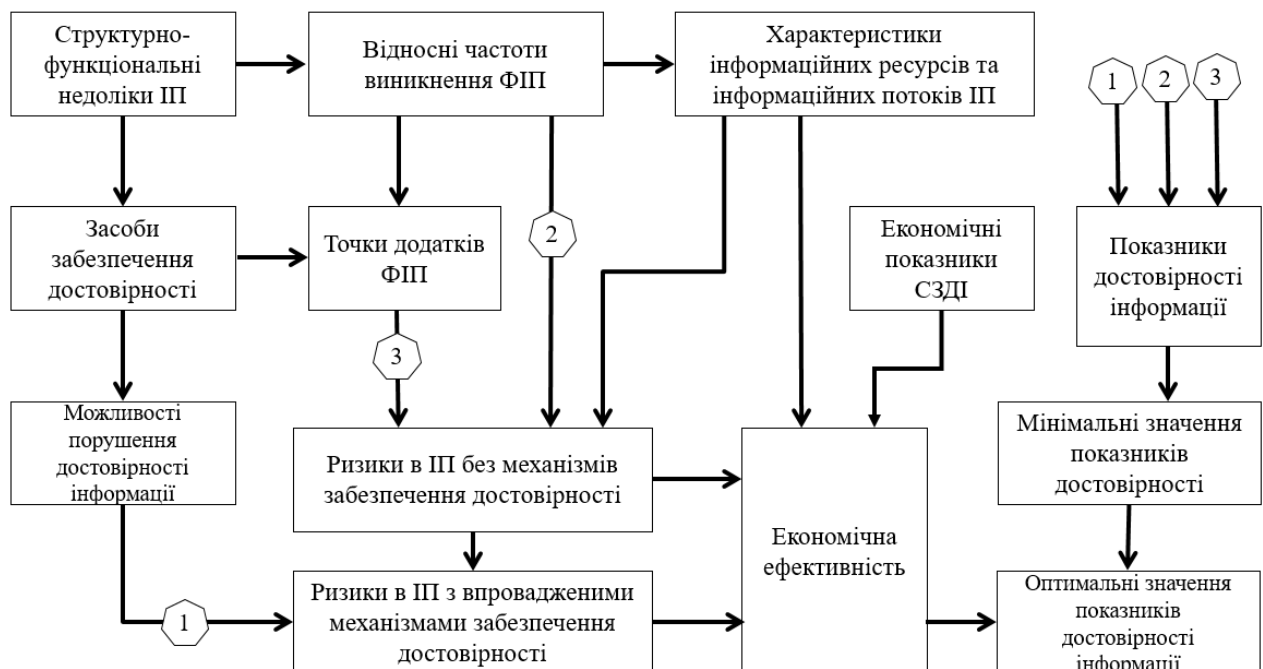 Структурно-
функціональні
недоліки ІП
Відносні частоти
виникнення ФІП
Характеристики
інформаційних ресурсів та
інформаційних потоків ІП
1
2
3
Засоби
забезпечення
достовірності
Точки додатків
ФІП
2
Економічні
показники
СЗДІ
Показники
достовірності
інформації
3
Можливості
порушення
достовірності
інформації
Ризики в ІП без механізмів
забезпечення достовірності
Мінімальні значення
показників
достовірності
Економічна
ефективність
1
Ризики в ІП з впровадженими
механізмами забезпечення
достовірності
Оптимальні значення
показників
достовірності
інформації